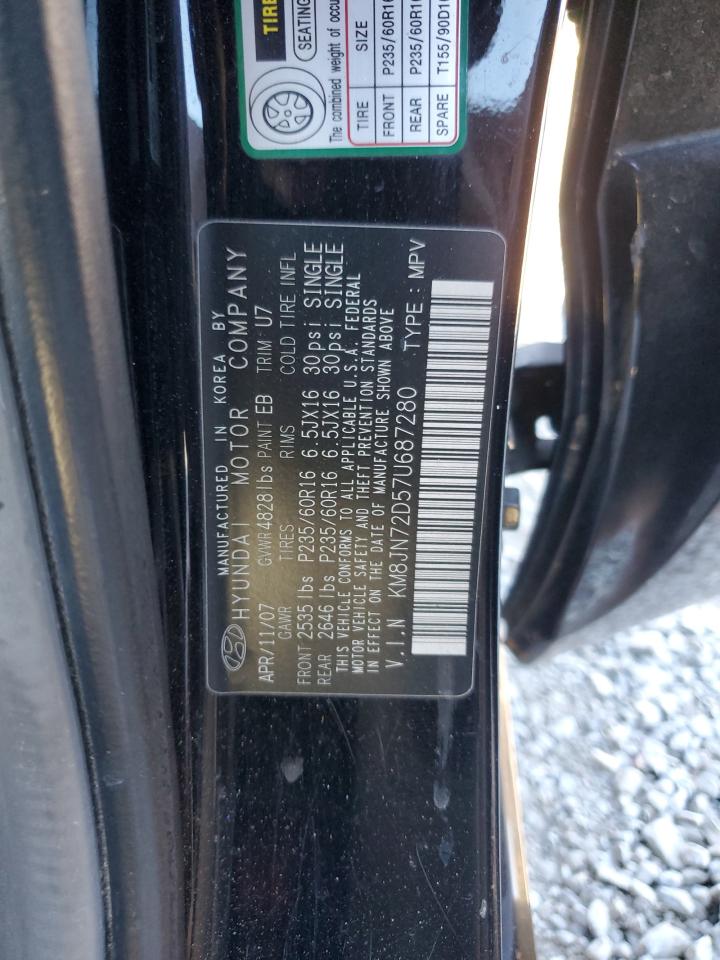 TIRE
SEATING
The combined weight of occu
TIRE SIZE
FRONT P235/60R16
REAR P235/60R16
SPARE T155/90D16
MANUFACTURED IN KOREA BY
HYUNDAI MOTOR COMPANY
APR/11/07 GVWR4828lbs PAINT EB TRIM U7
GAWR TIRES RIMS COLD TIRE INFL
FRONT 2535 lbs P235/60R16 6.5JX16 30psi SINGLE
REAR 2646 lbs P235/60R16 6.5JX16 30psi SINGLE
THIS VEHICLE CONFORMS TO ALL APPLICABLE U.S.A. FEDERAL
MOTOR VEHICLE SAFETY AND THEFT PREVENTION STANDARDS
IN EFFECT ON THE DATE OF MANUFACTURE SHOWN ABOVE
V.I.N KM8JN72D57U687280 TYPE : MPV